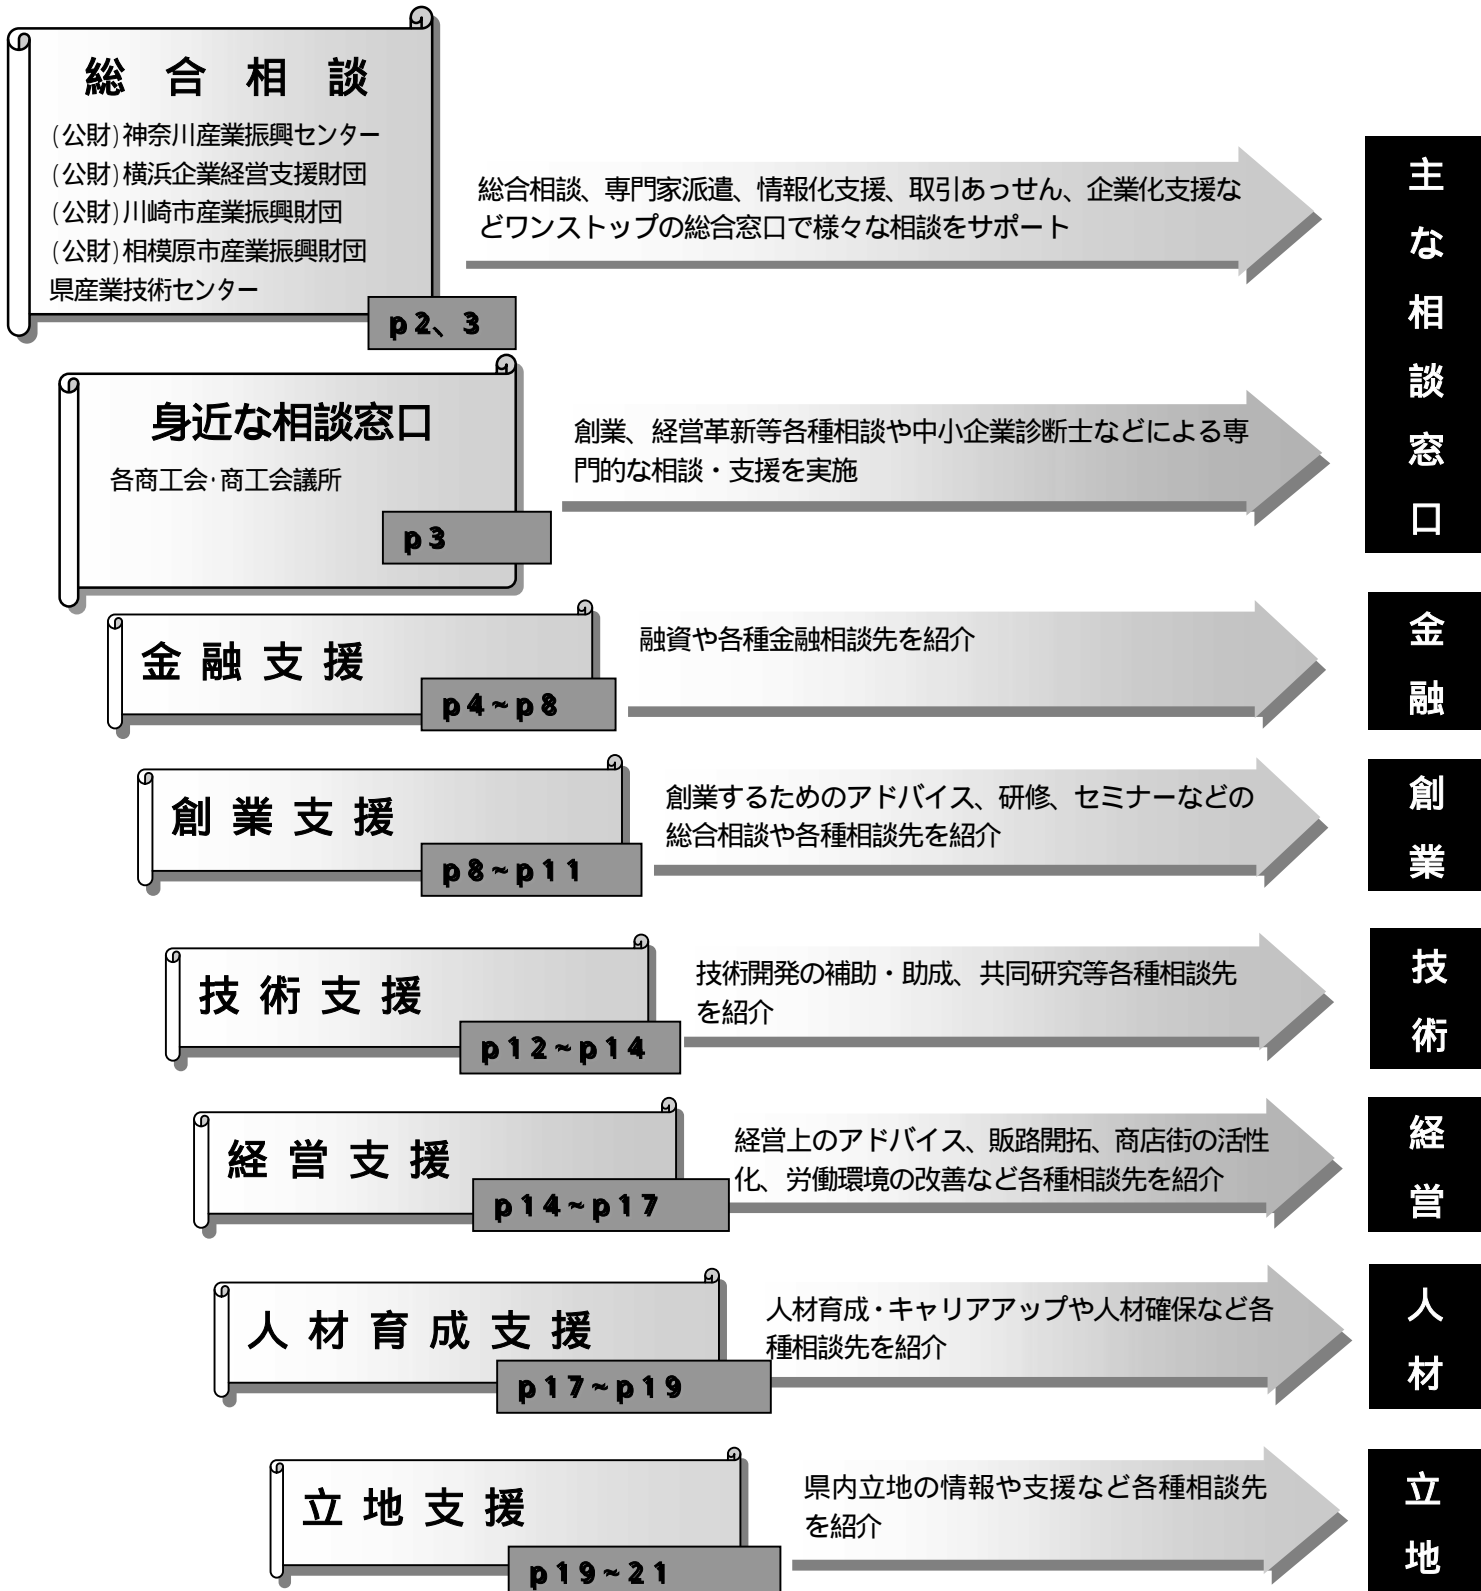 総合相談
(公財)神奈川産業振興センター
(公財)横浜企業経営支援財団
(公財)川崎市産業振興財団
(公財)相模原市産業振興財団
県産業技術センター
p2、3
総合相談、専門家派遣、情報化支援、取引あっせん、企業化支援な
どワンストップの総合窓口で様々な相談をサポート
主な相談窓口
身近な相談窓口
各商工会・商工会議所
p3
創業、経営革新等各種相談や中小企業診断士などによる専
門的な相談・支援を実施
金融支援
p4~p8
融資や各種金融相談先を紹介
金融
創業支援
p8~p11
創業するためのアドバイス、研修、セミナーなどの
総合相談や各種相談先を紹介
創業
技術支援
p12~p14
技術開発の補助・助成、共同研究等各種相談先
を紹介
技術
経営支援
p14~p17
経営上のアドバイス、販路開拓、商店街の活性
化、労働環境の改善など各種相談先を紹介
経営
人材育成支援
p17~p19
人材育成・キャリアアップや人材確保など各
種相談先を紹介
人材
立地支援
p19~21
県内立地の情報や支援など各種相談先
を紹介
立地